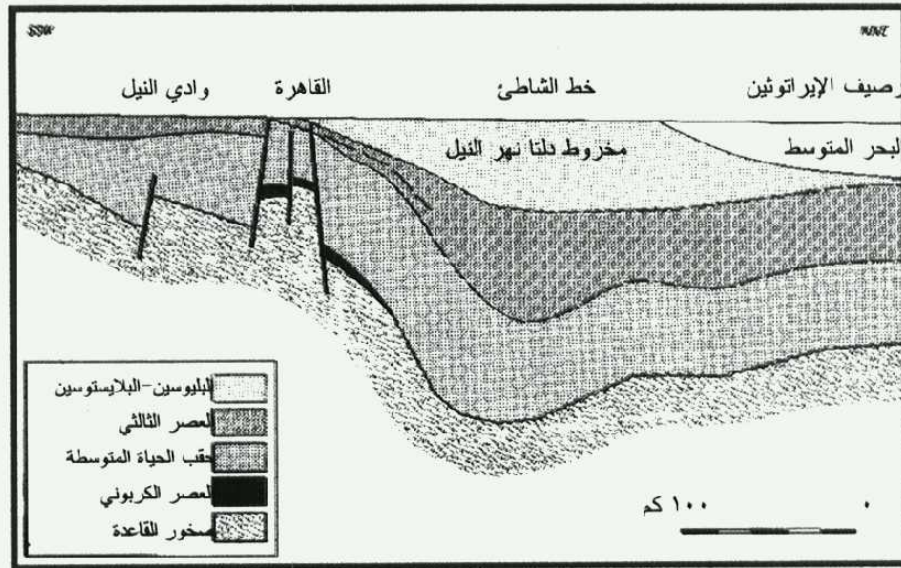 SSW
NNE
رصيف الإيراتوثين
خط الشاطئ
القاهرة
وادي النيل
البحر المتوسط
مخروط دلتا نهر النيل
البليوسين-البلايستوسين
العصر الثالثي
حقب الحياة المتوسطة
العصر الكربوني
صخور القاعدة
١٠٠ كم
٠